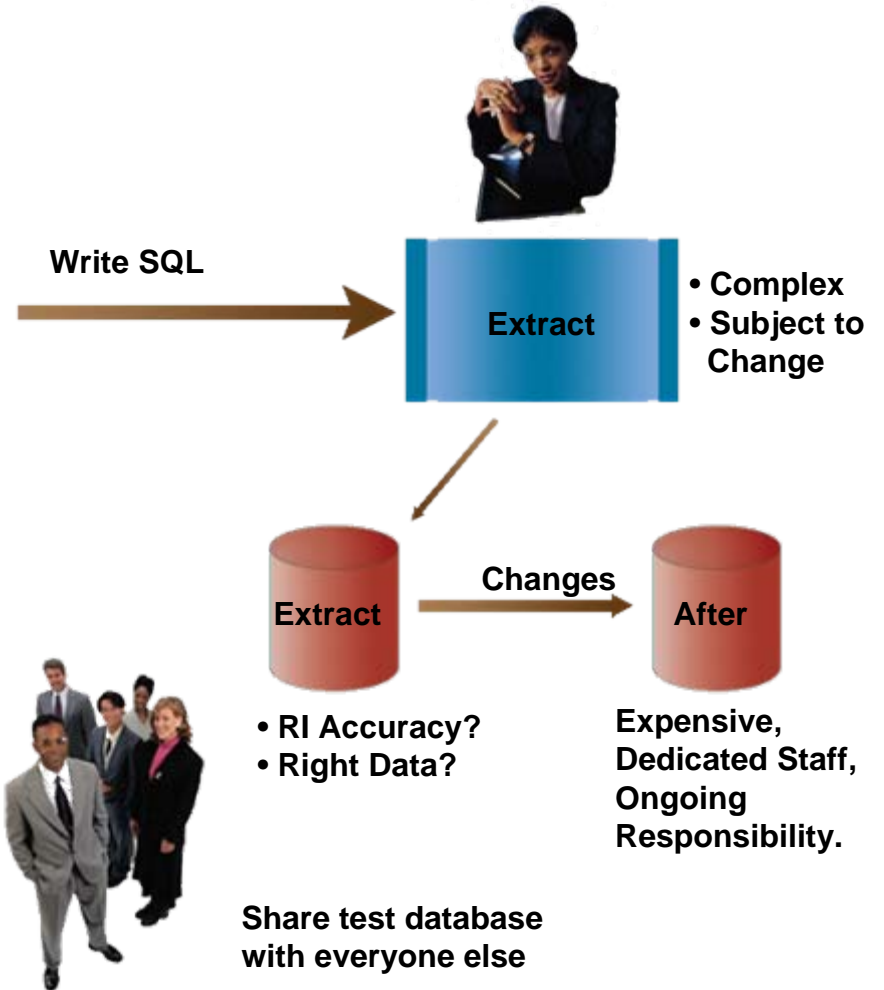 Write SQL
Extract
• Complex
• Subject to
Change
Extract
Changes
After
• RI Accuracy?
• Right Data?
Expensive,
Dedicated Staff,
Ongoing
Responsibility.
Share test database
with everyone else